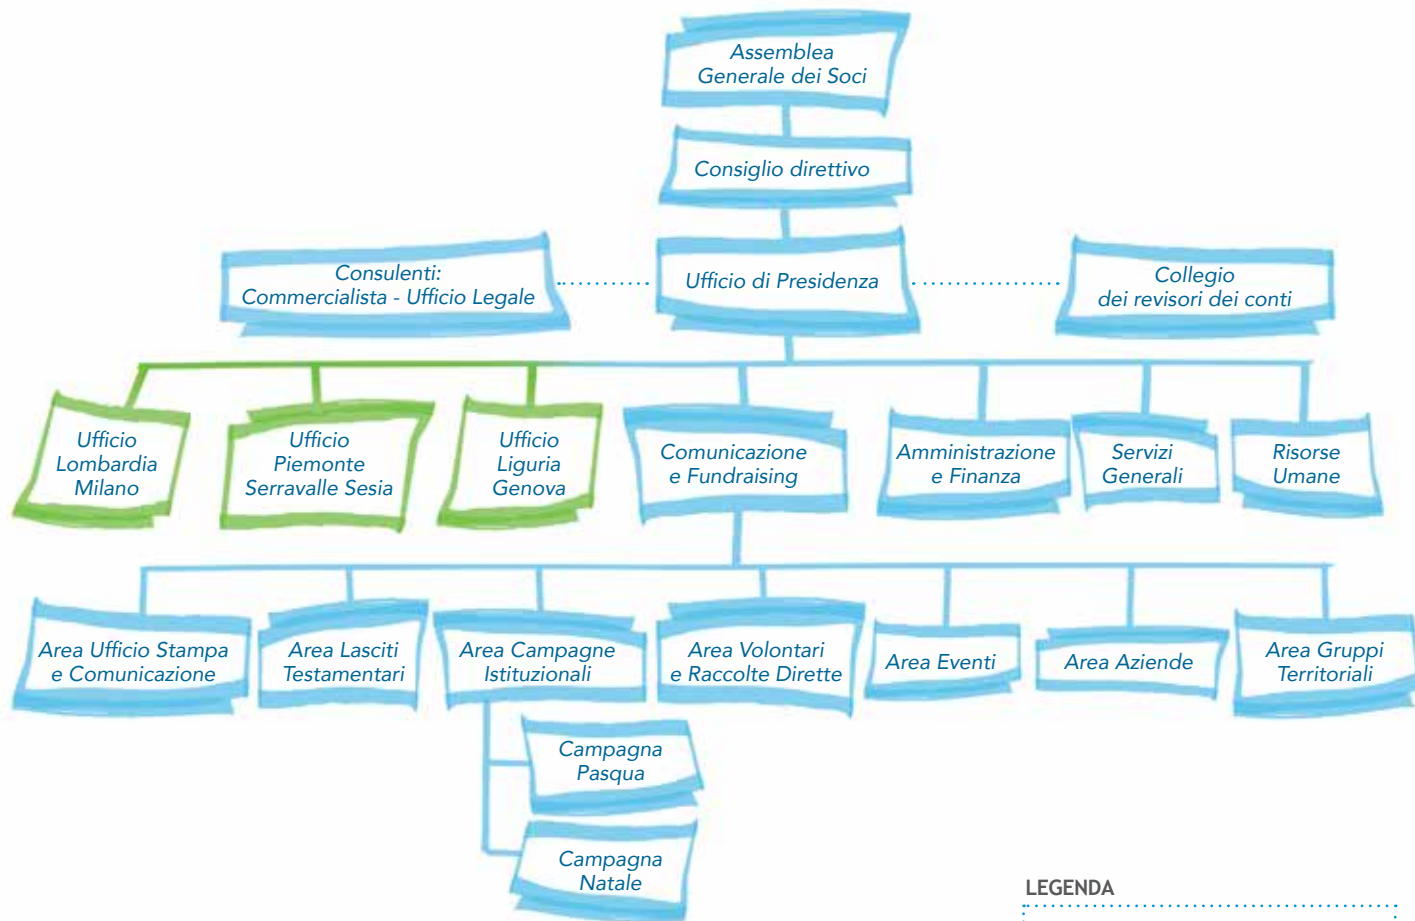 Assemblea
Generale dei Soci
Consiglio direttivo
Consulenti:
Commercialista - Ufficio Legale
Ufficio di Presidenza
Collegio
dei revisori dei conti
Ufficio
Lombardia
Milano
Ufficio
Piemonte
Serravalle Sesia
Ufficio
Liguria
Genova
Comunicazione
e Fundraising
Amministrazione
e Finanza
Servizi
Generali
Risorse
Umane
Area Ufficio Stampa
e Comunicazione
Area Lasciti
Testamentari
Area Campagne
Istituzionali
Area Volontari
e Raccolte Dirette
Area Eventi
Area Aziende
Area Gruppi
Territoriali
Campagna
Pasqua
Campagna
Natale
LEGENDA